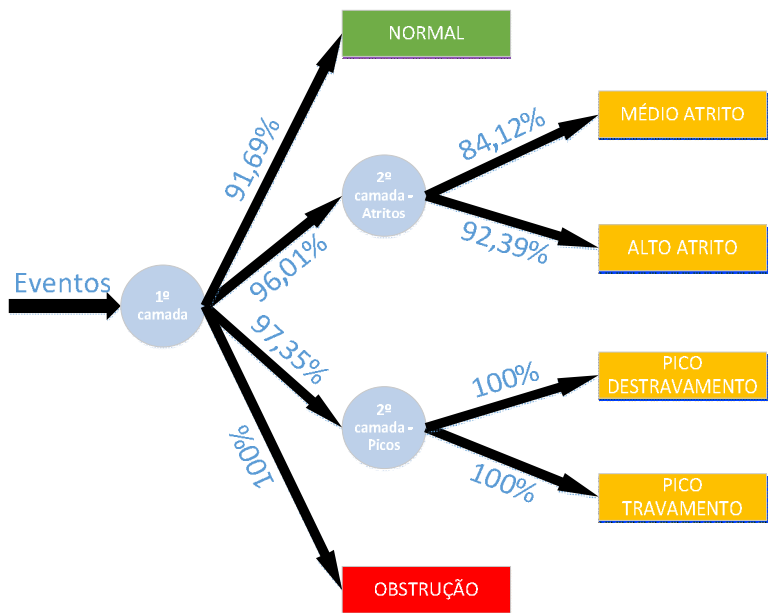 NORMAL
91,69%
MÉDIO ATRITO
84,12%
2º
camada -
Atritos
92,39%
ALTO ATRITO
96,01%
Eventos
1º
camada
97,35%
PICO
DESTRAVAMENTO
100%
2º
camada -
Picos
100%
PICO
TRAVAMENTO
100%
OBSTRUÇÃO